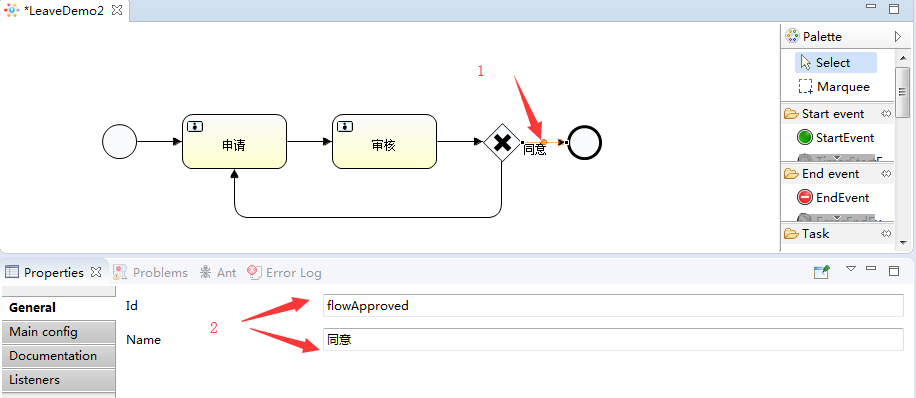 *LeaveDemo2
Palette
Select
Marquee
Start event
StartEvent
End event
EndEvent
Task
1
申请
审核
同意
Properties
Problems
Ant
Error Log
General
Main config
Documentation
Listeners
Id
flowApproved
2
Name
同意